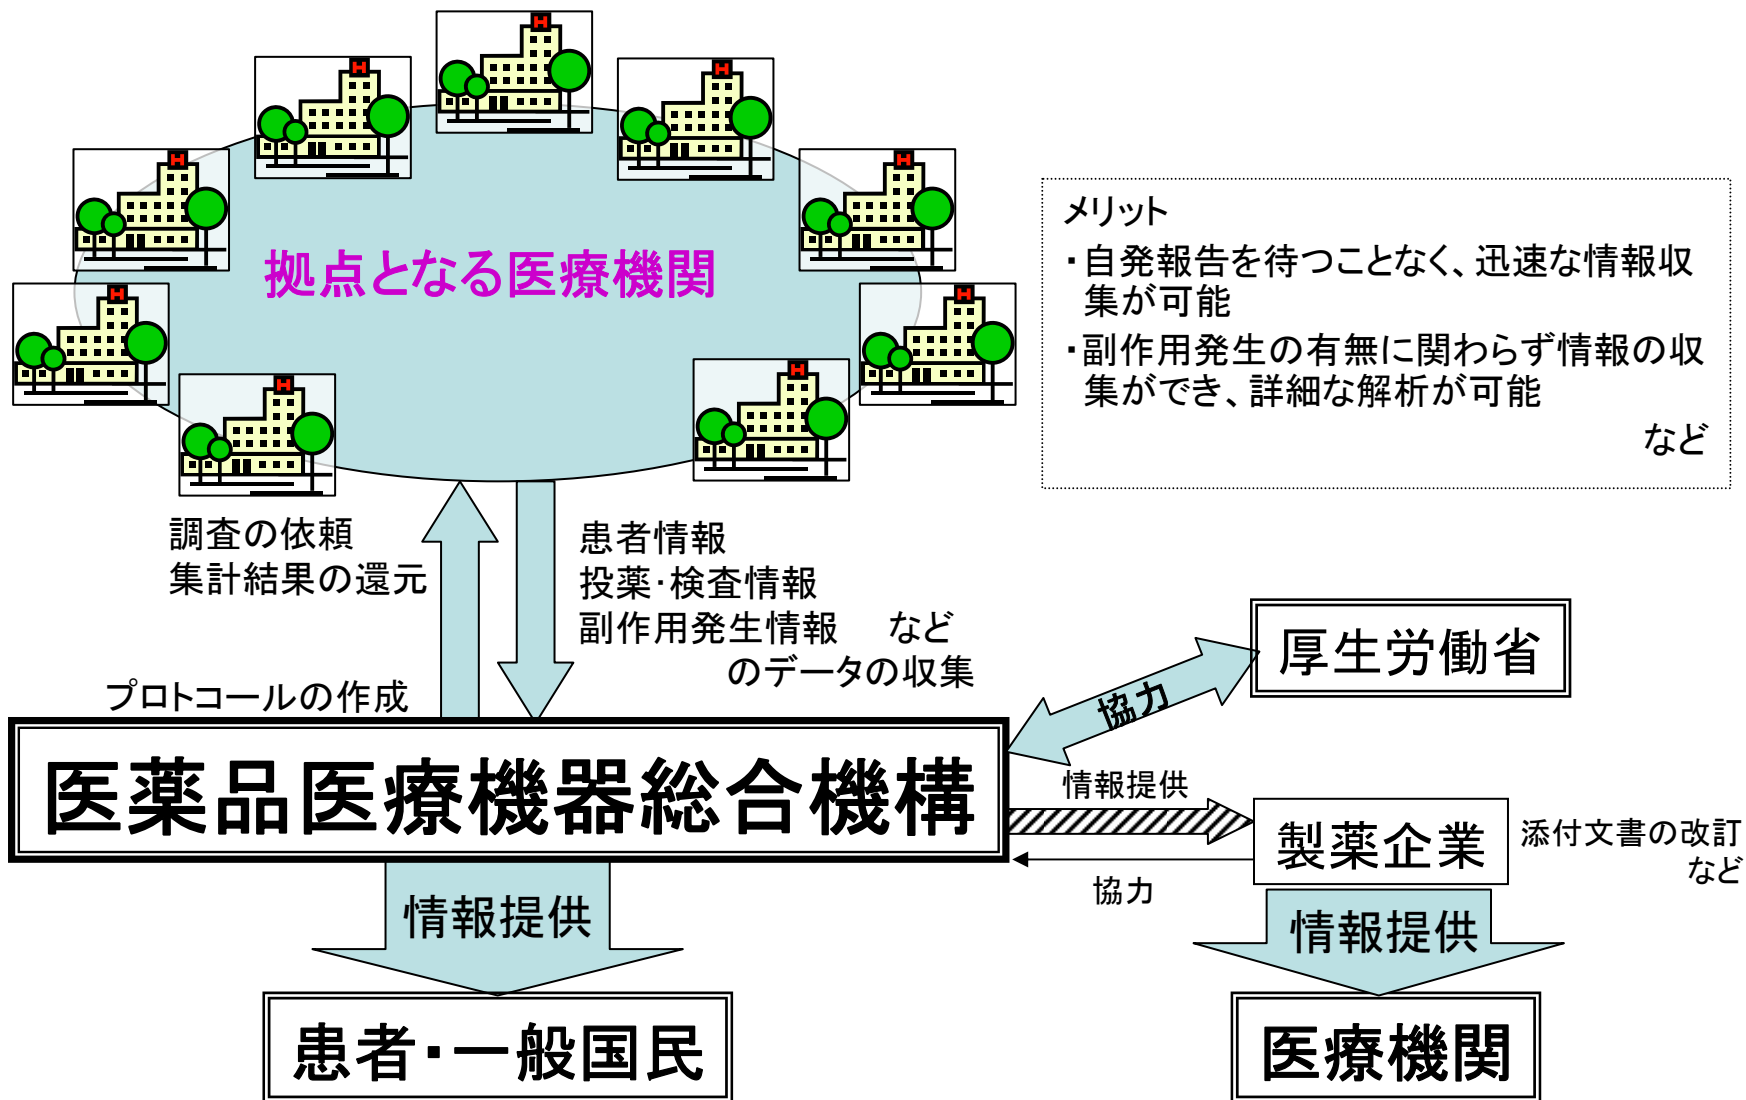 H
H
H
H
H
H
H
H
H
拠点となる医療機関
メリット
・自発報告を待つことなく、迅速な情報収
集が可能
・副作用発生の有無に関わらず情報の収
集ができ、詳細な解析が可能
など
調査の依頼
集計結果の還元
患者情報
投薬・検査情報
副作用発生情報 など
のデータの収集
プロトコールの作成
厚生労働省
協力
医薬品医療機器総合機構
情報提供
製薬企業
添付文書の改訂
など
協力
情報提供
情報提供
患者・一般国民
医療機関